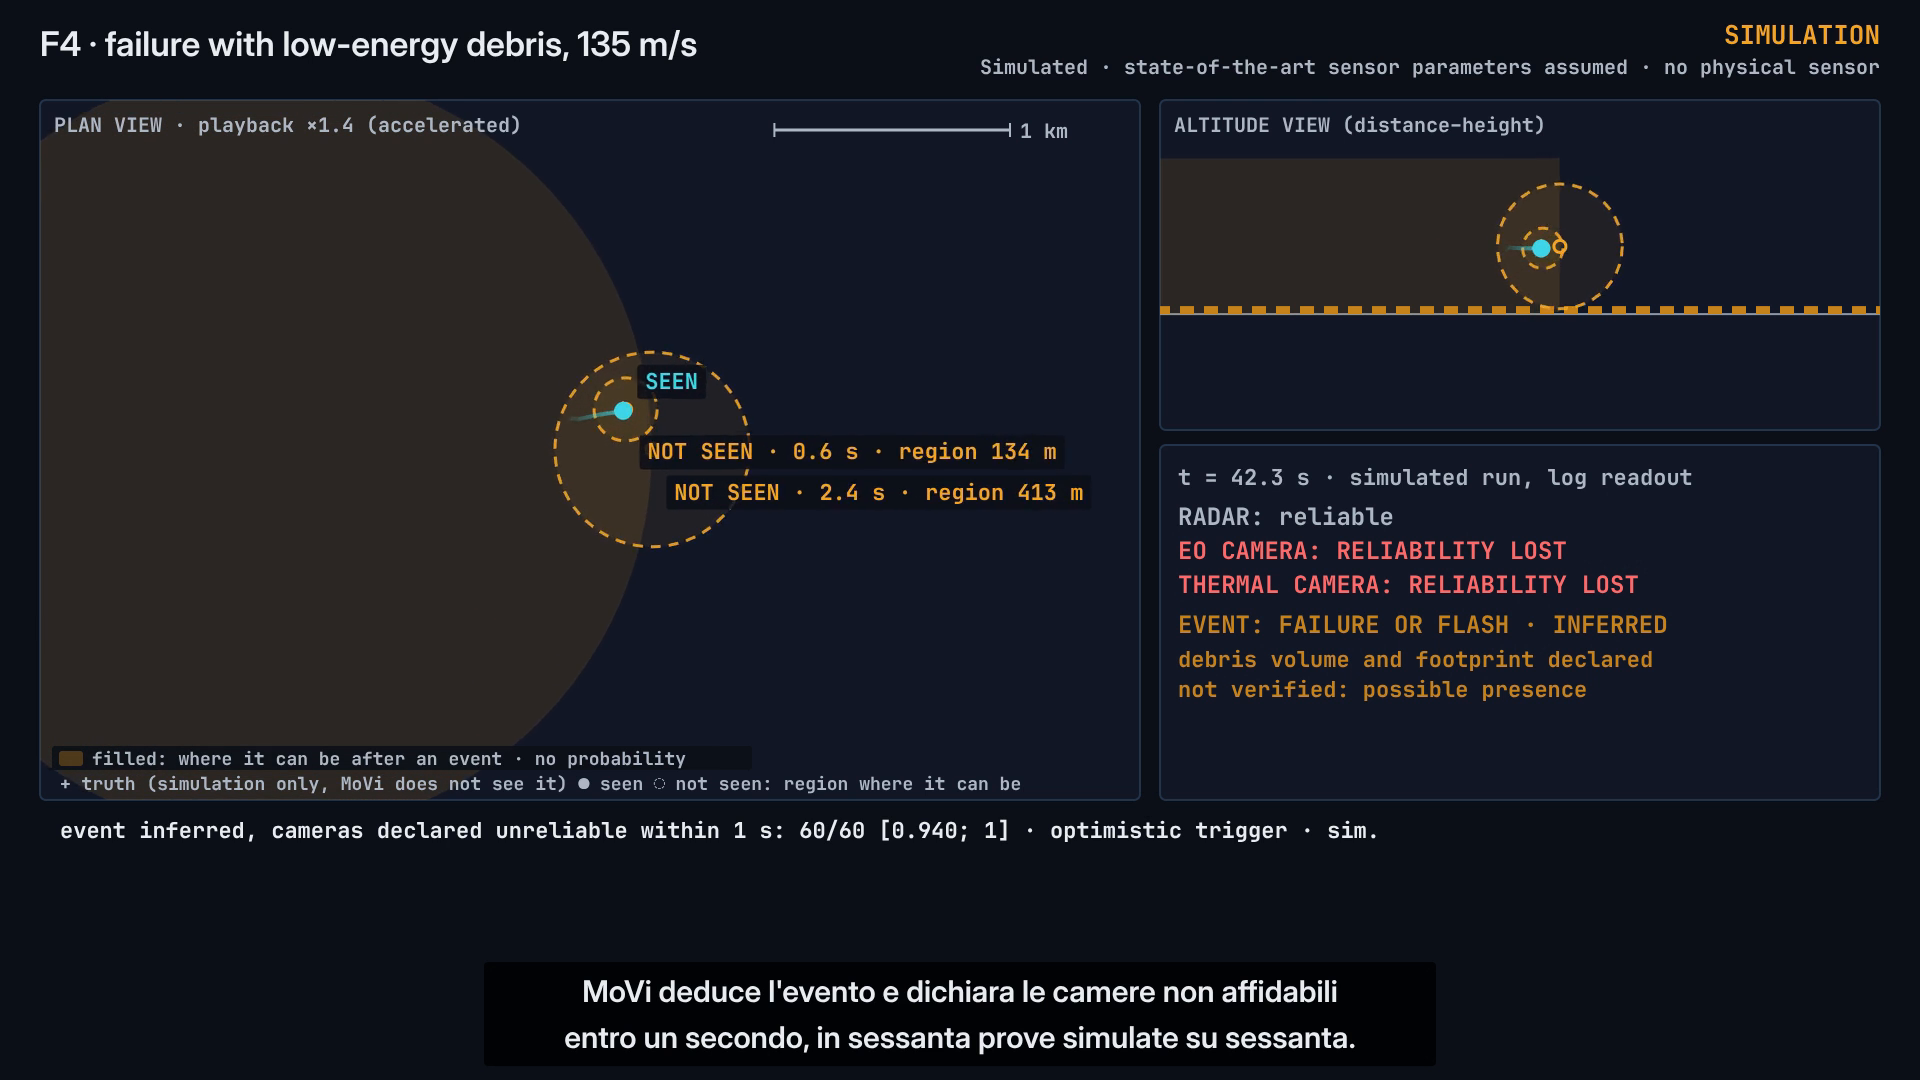 F4 · failure with low-energy debris, 135 m/s
SIMULATION
Simulated · state-of-the-art sensor parameters assumed · no physical sensor
PLAN VIEW · playback ×1.4 (accelerated)
1 km
SEEN
NOT SEEN · 0.6 s · region 134 m
NOT SEEN · 2.4 s · region 413 m
filled: where it can be after an event · no probability
+ truth (simulation only, MoVi does not see it) ● seen ◌ not seen: region where it can be
ALTITUDE VIEW (distance-height)
t = 42.3 s · simulated run, log readout
RADAR: reliable
EO CAMERA: RELIABILITY LOST
THERMAL CAMERA: RELIABILITY LOST
EVENT: FAILURE OR FLASH · INFERRED
debris volume and footprint declared
not verified: possible presence
event inferred, cameras declared unreliable within 1 s: 60/60 [0.940; 1] · optimistic trigger · sim.
MoVi deduce l'evento e dichiara le camere non affidabili
entro un secondo, in sessanta prove simulate su sessanta.